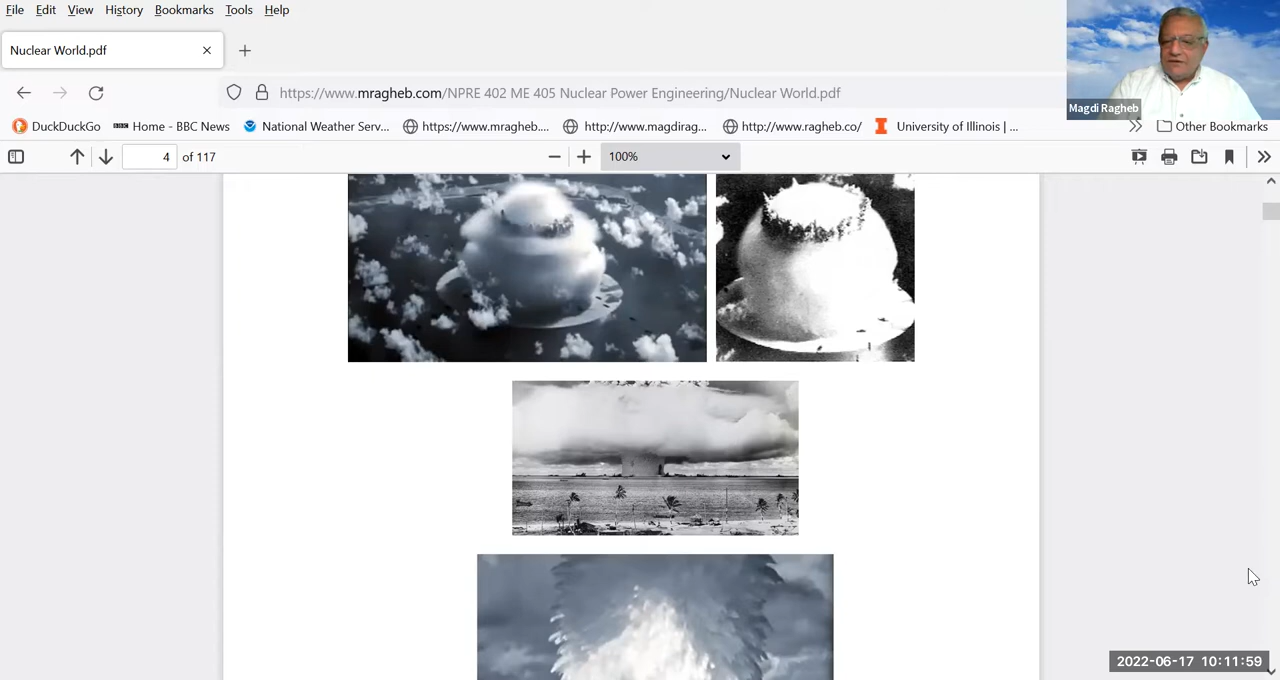 File Edit View History Bookmarks Tools Help
Nuclear World.pdf
https://www.mragheb.com/NPRE 402 ME 405 Nuclear Power Engineering/Nuclear World.pdf
Magdi Ragheb
DuckDuckGo BBC Home - BBC News National Weather Serv... https://www.mragheb.... http://www.magdirag... http://www.ragheb.co/ University of Illinois | ... Other Bookmarks
4 of 117 100%
2022-06-17 10:11:59